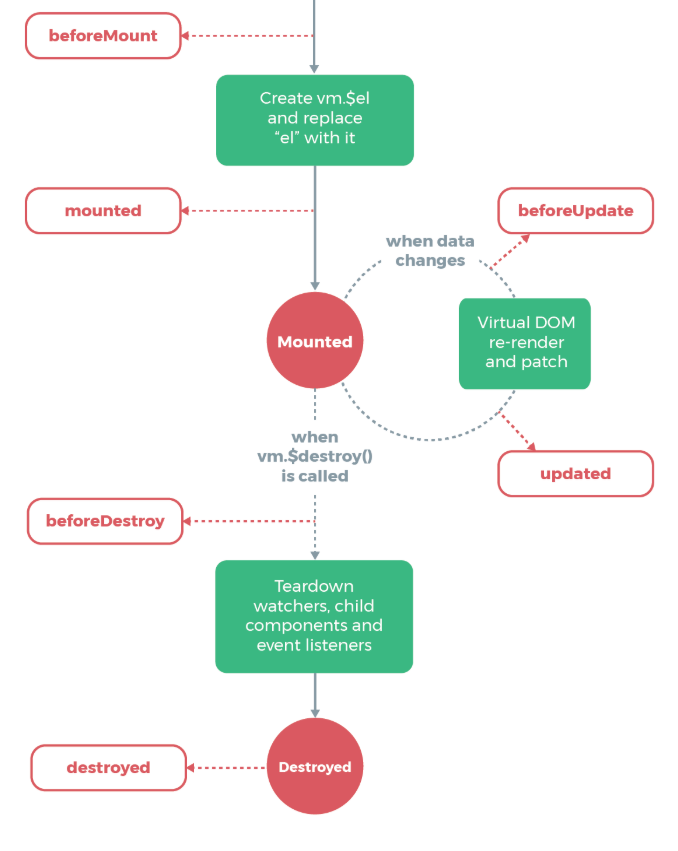 beforeMount
Create vm.$el
and replace
“el” with it
mounted
beforeUpdate
when data
changes
Mounted
Virtual DOM
re-render
and patch
when
vm.$destroy()
is called
updated
beforeDestroy
Teardown
watchers, child
components and
event listeners
destroyed
Destroyed